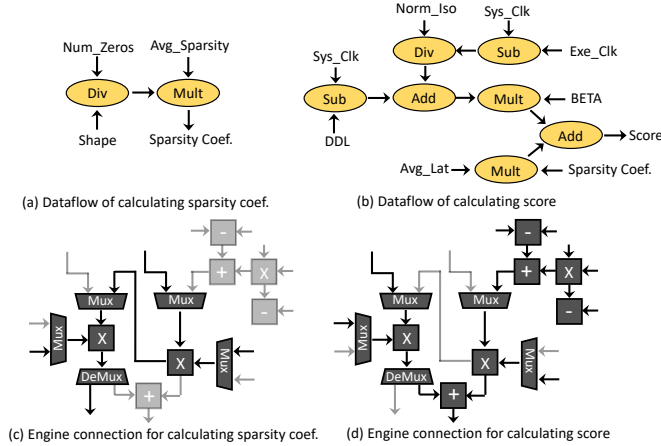 Num_Zeros
Avg_Sparsity
Div
Mult
Shape
Sparsity Coef.
(a) Dataflow of calculating sparsity coef.
Norm_Iso
Sys_Clk
Sys_Clk
Div
Sub
Exe_Clk
Sub
Add
Mult
BETA
DDL
Add
Score
Avg_Lat
Mult
Sparsity Coef.
(b) Dataflow of calculating score
-
+
X
-
Mux
Mux
Mux
X
X
Mux
DeMux
+
(c) Engine connection for calculating sparsity coef.
-
+
X
-
Mux
Mux
Mux
X
X
Mux
DeMux
+
(d) Engine connection for calculating score